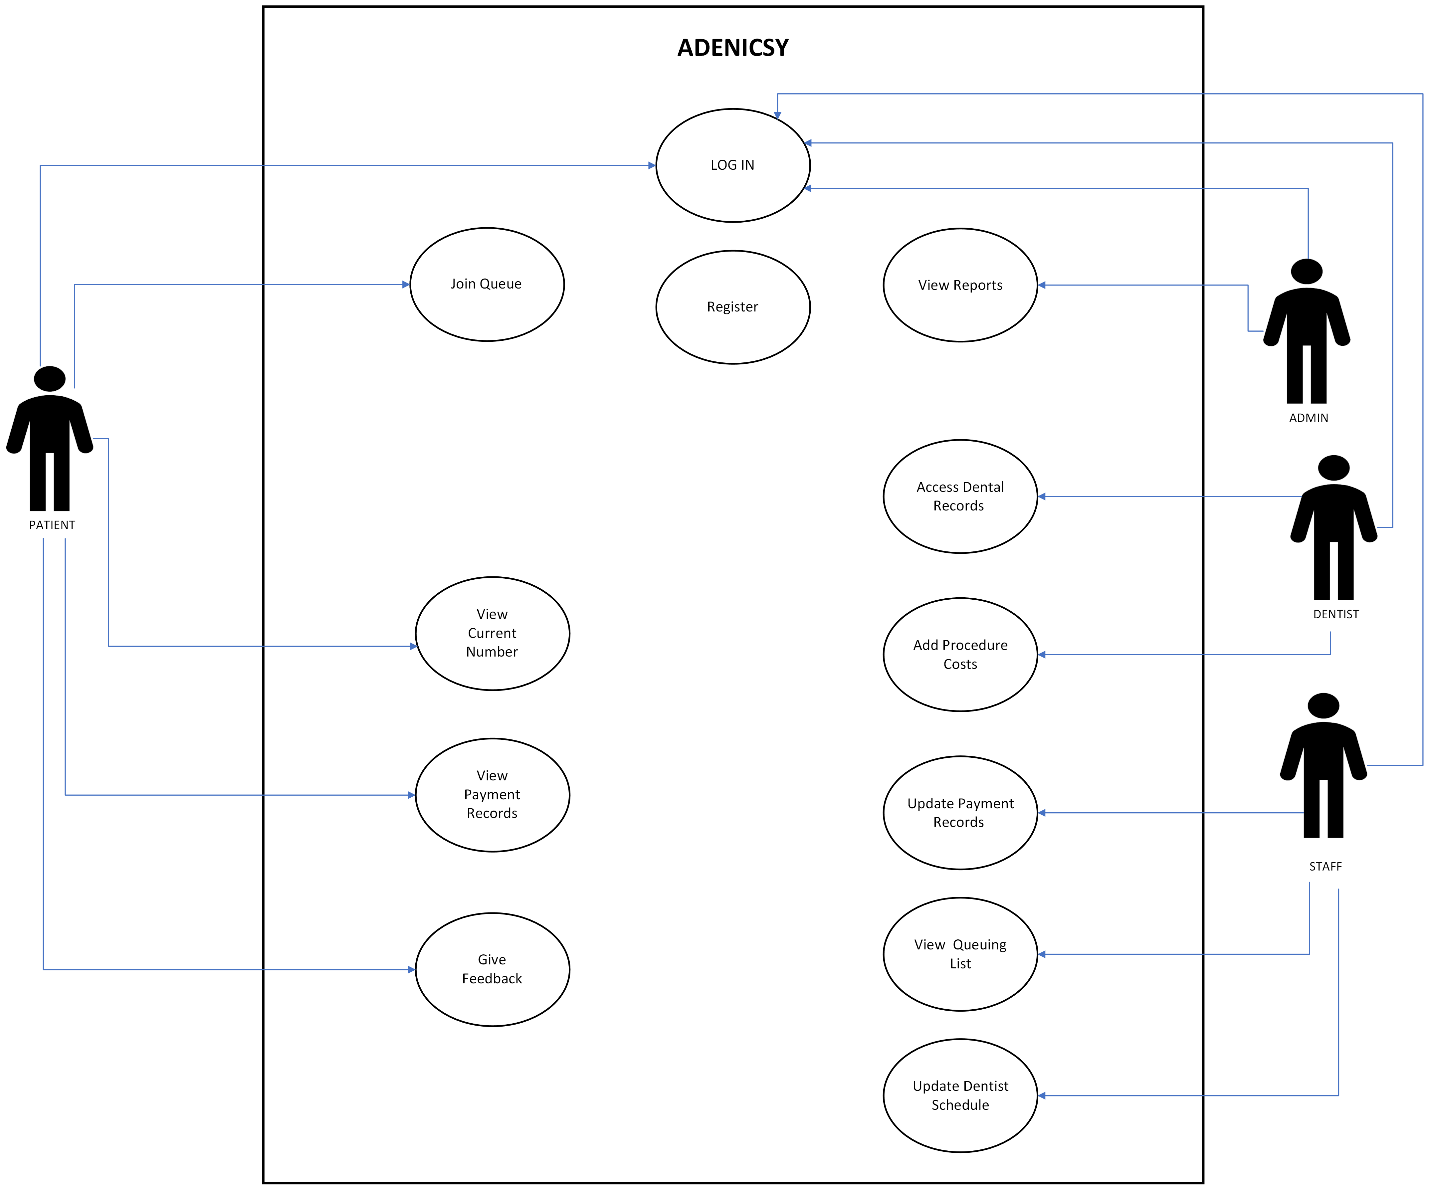 ADENICSY
LOG IN
Join Queue
Register
View Reports
ADMIN
Access Dental
Records
PATIENT
DENTIST
View
Current
Number
Add Procedure
Costs
View
Payment
Records
Update Payment
Records
STAFF
View  Queuing
List
Give
Feedback
Update Dentist
Schedule